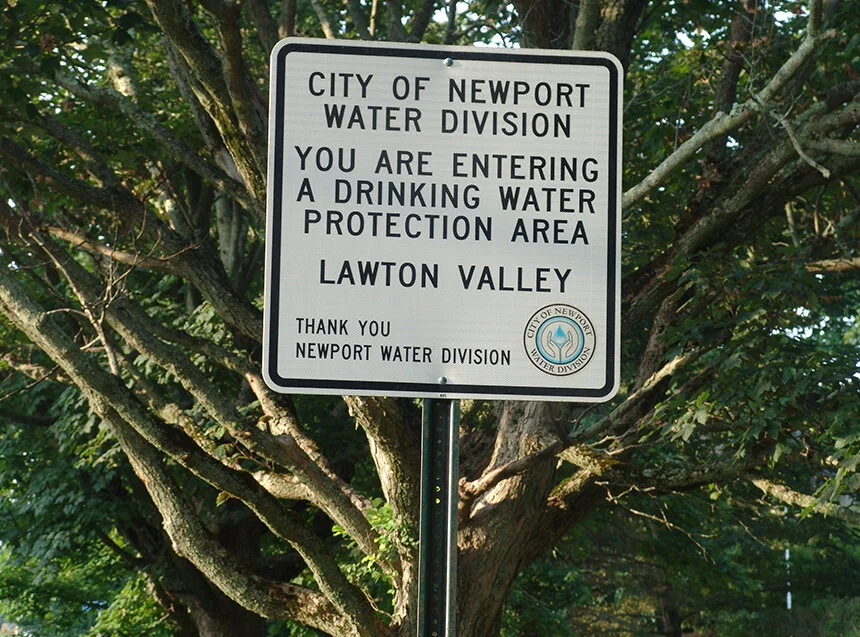 CITY OF NEWPORT
WATER DIVISION
YOU ARE ENTERING
A DRINKING WATER
PROTECTION AREA
LAWTON VALLEY
THANK YOU
NEWPORT WATER DIVISION
CITY OF NEWPORT
WATER DIVISION